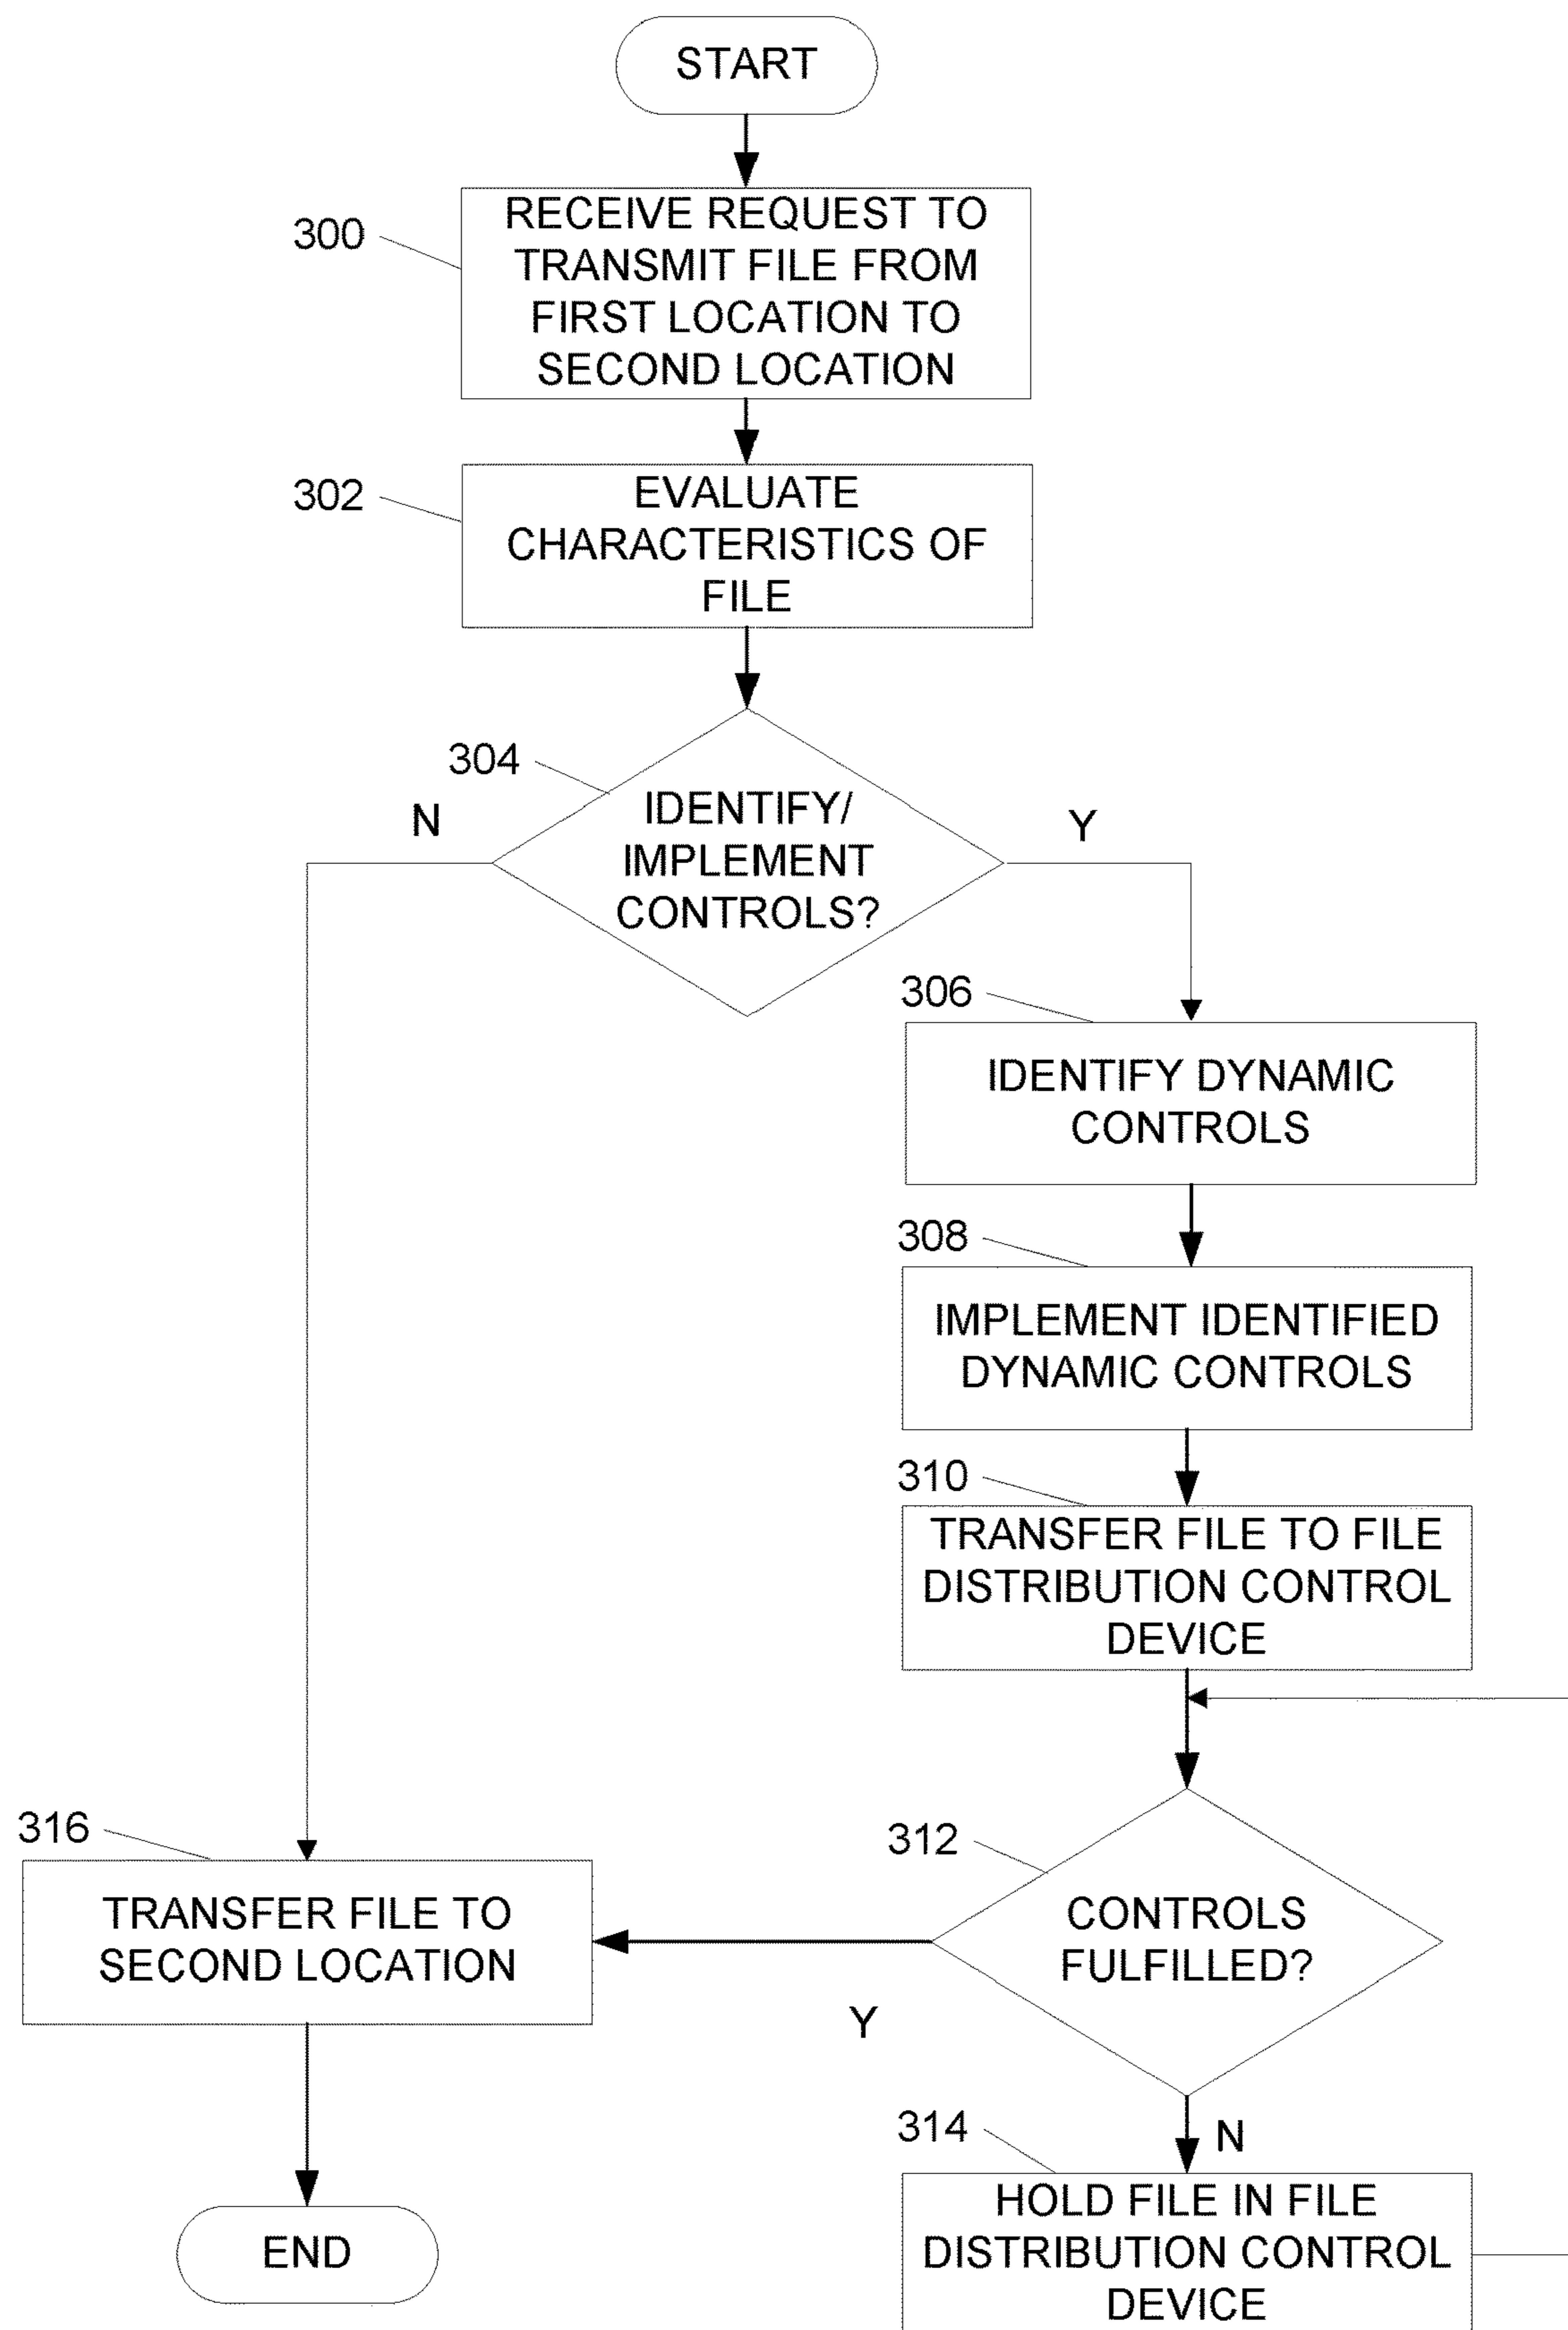 START
300
RECEIVE REQUEST TO
TRANSMIT FILE FROM
FIRST LOCATION TO
SECOND LOCATION
302
EVALUATE
CHARACTERISTICS OF
FILE
304
IDENTIFY/
IMPLEMENT
CONTROLS?
N
Y
306
IDENTIFY DYNAMIC
CONTROLS
308
IMPLEMENT IDENTIFIED
DYNAMIC CONTROLS
310
TRANSFER FILE TO FILE
DISTRIBUTION CONTROL
DEVICE
312
CONTROLS
FULFILLED?
Y
N
316
TRANSFER FILE TO
SECOND LOCATION
314
HOLD FILE IN FILE
DISTRIBUTION CONTROL
DEVICE
END